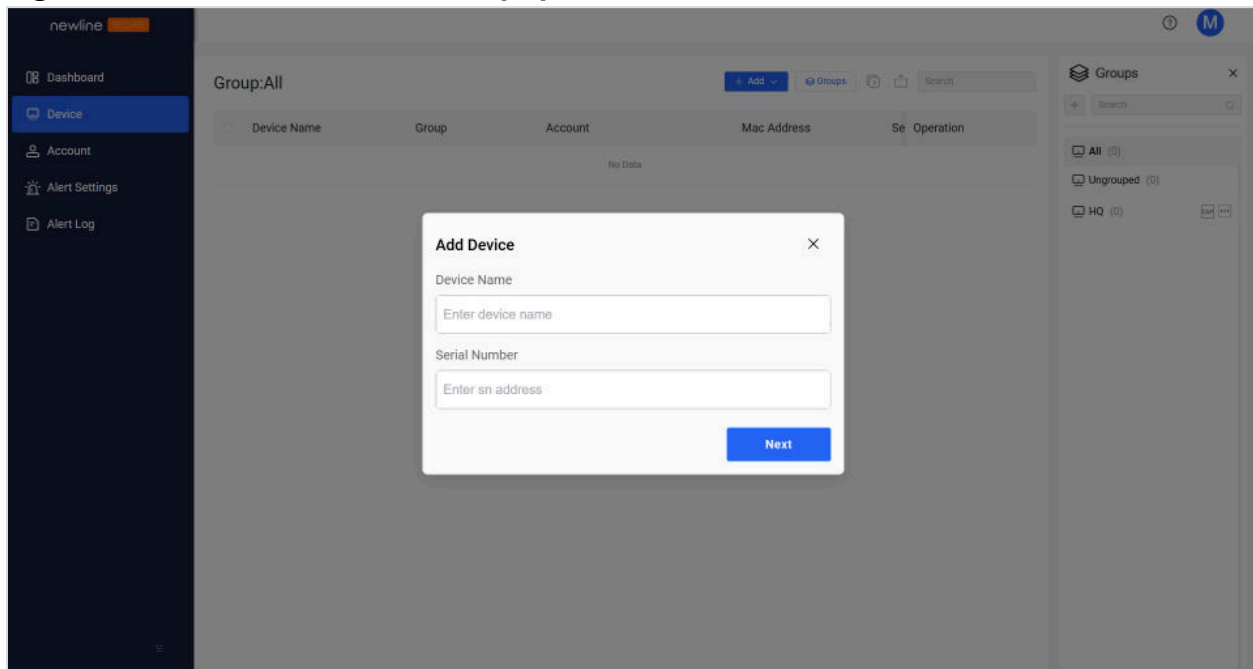 newline
M
Dashboard
Device
Account
Alert Settings
Alert Log
Group:All
+ Add
Groups
Search
Device Name Group Account Mac Address Se Operation
No Data
Add Device
Device Name
Enter device name
Serial Number
Enter sn address
Next
Groups
+ Search
All (0)
Ungrouped (0)
HQ (0)